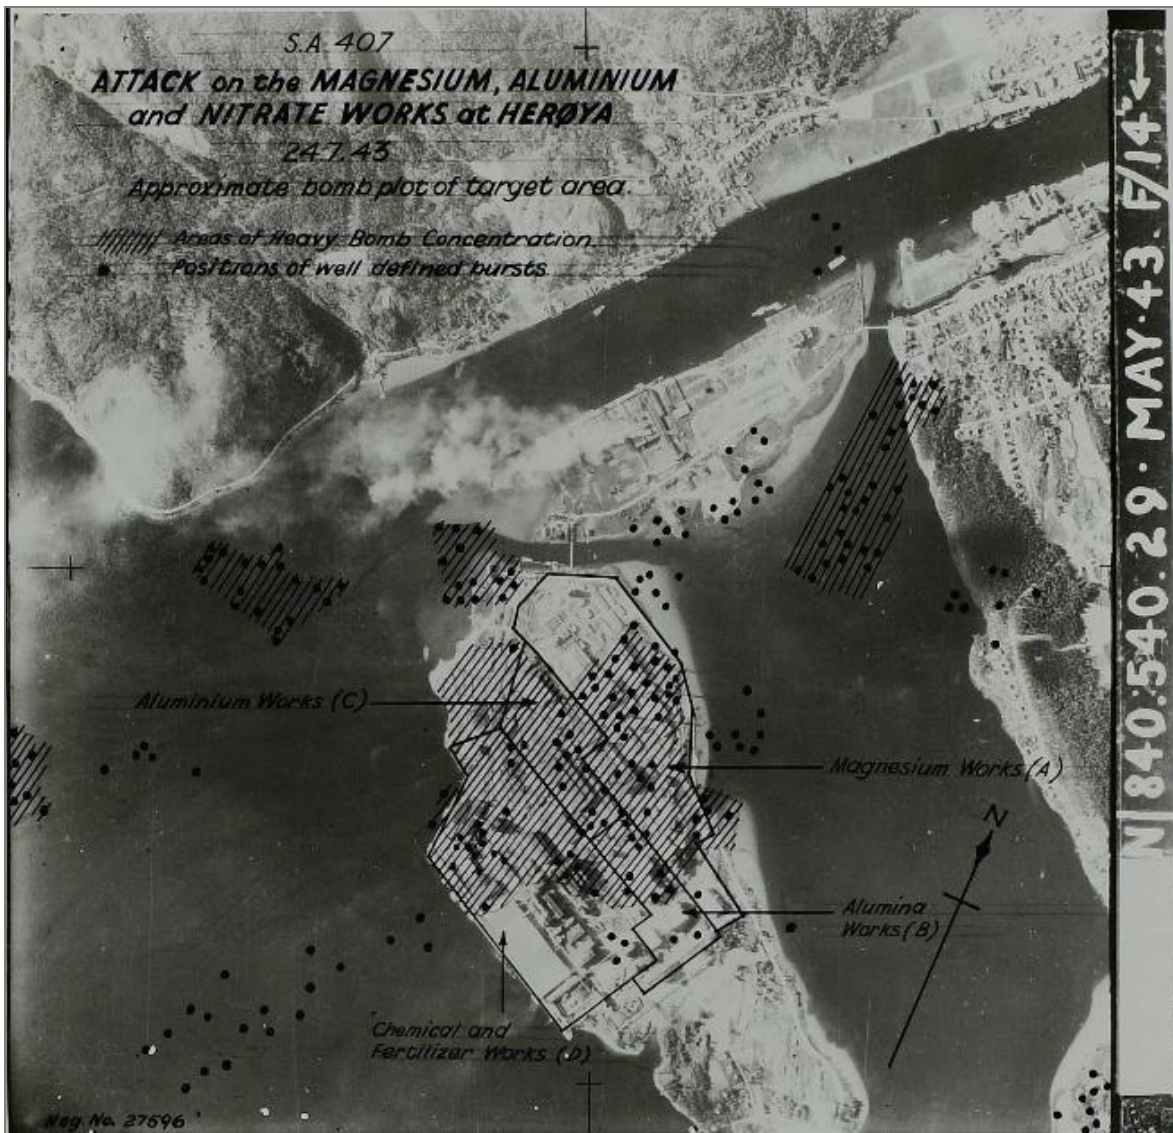 S.A. 407
ATTACK on the MAGNESIUM, ALUMINIUM
and NITRATE WORKS at HERØYA
24.7.43
Approximate bomb plot of target area.
Areas of Heavy Bomb Concentration
Positions of well defined bursts.
Aluminium Works (C)
Magnesium Works (A)
N
Alumina
Works (B)
Chemical and
Fertilizer Works (D)
Neg. No. 27596
N 840.540.29. MAY.43. F/14"←